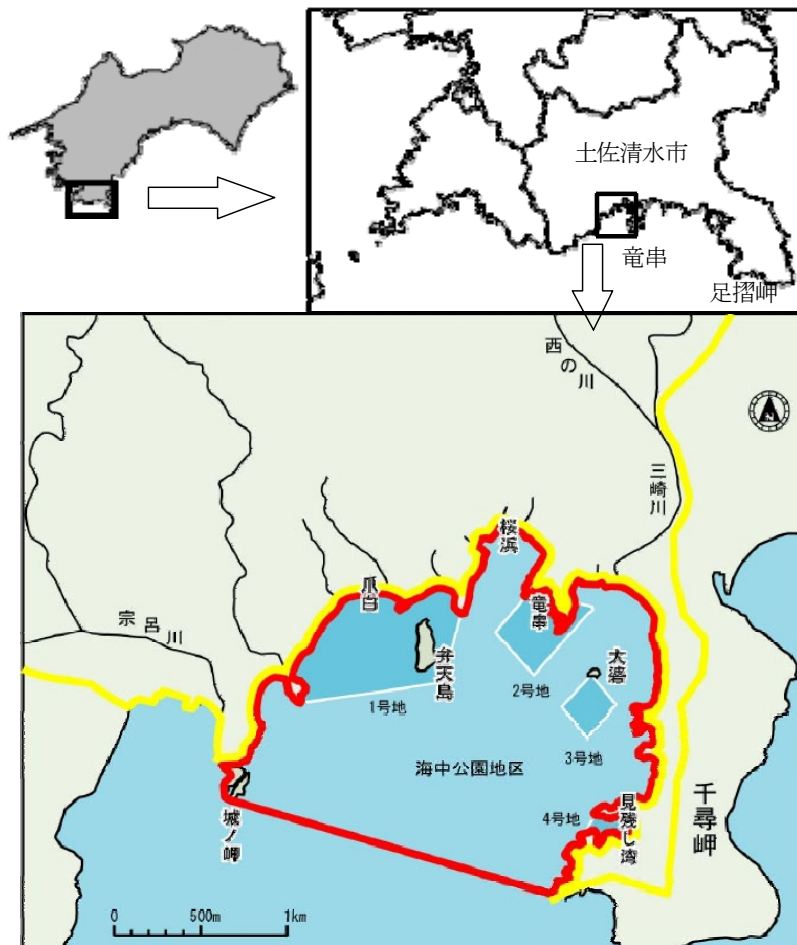 土佐清水市
竜串
足摺岬
西の川
三崎川
桜浜
爪白
竜串
宗呂川
弁天島
大碆
1号地
2号地
3号地
海中公園地区
4号地
見残し湾
千尋岬
城ノ岬
0 500m 1km